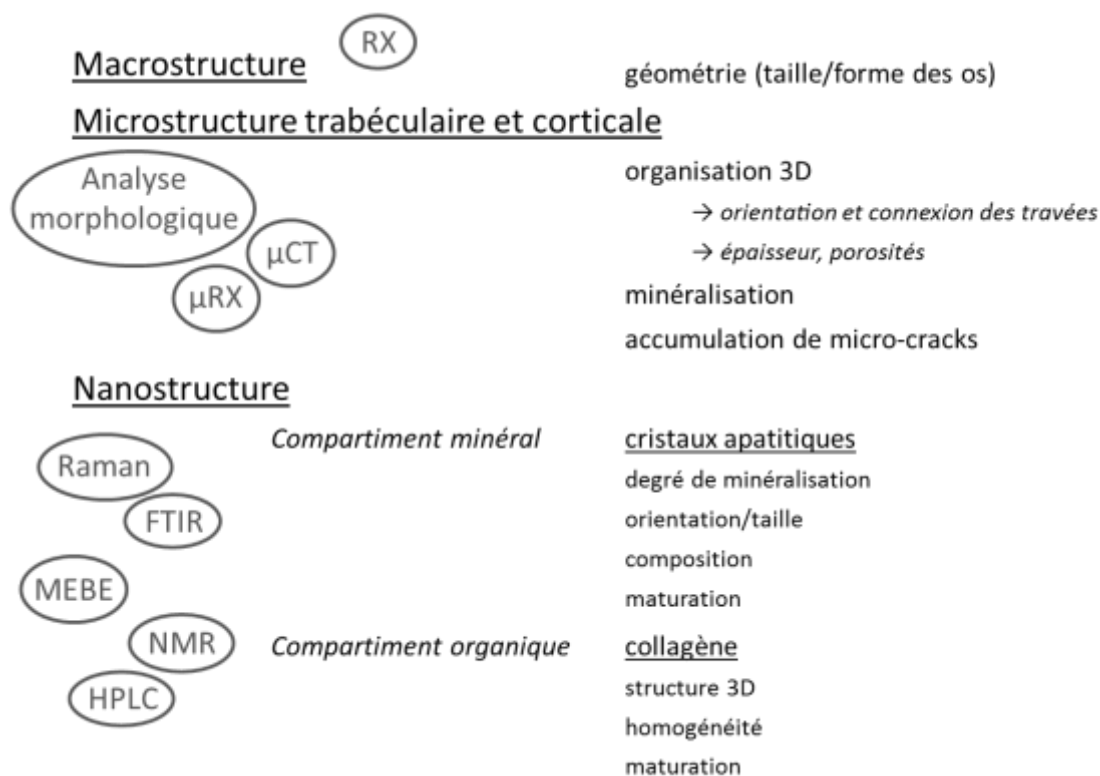 RX
Macrostructure
géométrie (taille/forme des os)
Microstructure trabéculaire et corticale
Analyse
morphologique
organisation 3D
→ orientation et connexion des travées
→ épaisseur, porosités
µCT
µRX
minéralisation
accumulation de micro-cracks
Nanostructure
Compartiment minéral
cristaux apatitiques
Raman
degré de minéralisation
FTIR
orientation/taille
composition
MEBE
maturation
NMR
Compartiment organique
collagène
HPLC
structure 3D
homogénéité
maturation